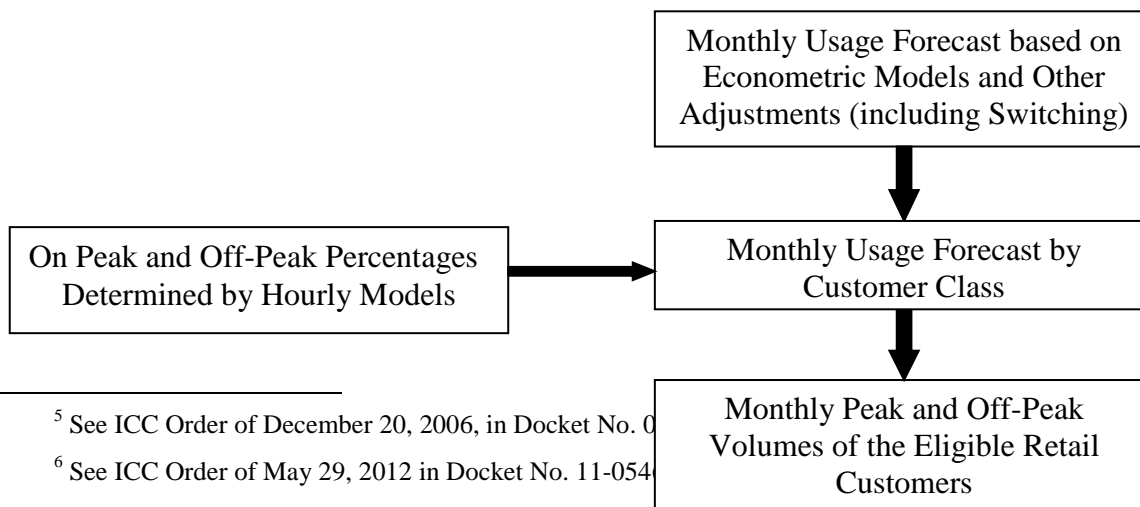 Monthly Usage Forecast based on
Econometric Models and Other
Adjustments (including Switching)
On Peak and Off-Peak Percentages
Determined by Hourly Models
Monthly Usage Forecast by
Customer Class
Monthly Peak and Off-Peak
Volumes of the Eligible Retail
Customers
5 See ICC Order of December 20, 2006, in Docket No. 0
6 See ICC Order of May 29, 2012 in Docket No. 11-054